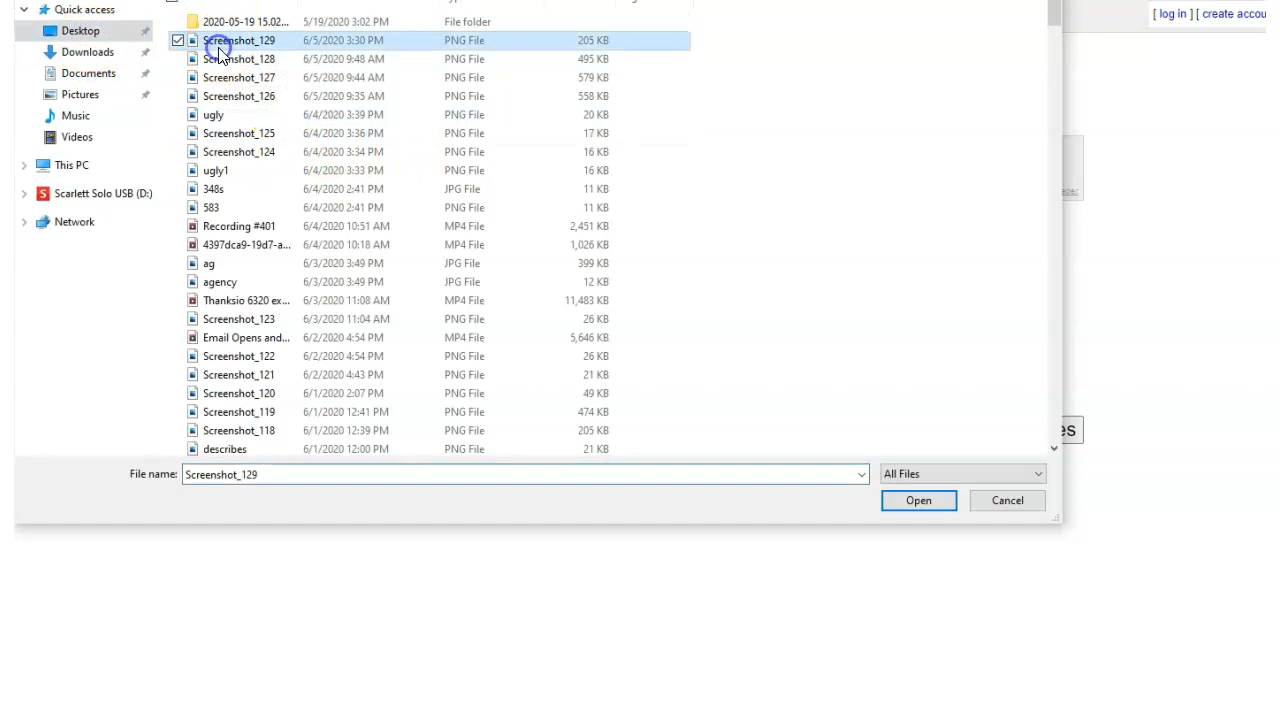 Quick access
[ log in ] [ create accou
2020-05-19 15.02... 5/19/2020 3:02 PM File folder
Desktop
Screenshot_129 6/5/2020 3:30 PM PNG File 205 KB
Downloads
Screenshot_128 6/5/2020 9:48 AM PNG File 495 KB
Documents
Screenshot_127 6/5/2020 9:44 AM PNG File 579 KB
Pictures
Screenshot_126 6/5/2020 9:35 AM PNG File 558 KB
Music
ugly 6/4/2020 3:39 PM PNG File 20 KB
Videos
Screenshot_125 6/4/2020 3:36 PM PNG File 17 KB
Screenshot_124 6/4/2020 3:34 PM PNG File 16 KB
This PC
ugly1 6/4/2020 3:33 PM PNG File 16 KB
Scarlett Solo USB (D:)
348s 6/4/2020 2:41 PM JPG File 11 KB
583 6/4/2020 2:41 PM PNG File 11 KB
Network
Recording #401 6/4/2020 10:51 AM MP4 File 2,451 KB
4397dca9-19d7-a... 6/4/2020 10:18 AM MP4 File 1,026 KB
ag 6/3/2020 3:49 PM JPG File 399 KB
agency 6/3/2020 3:49 PM JPG File 12 KB
Thanksio 6320 ex... 6/3/2020 11:08 AM MP4 File 11,483 KB
Screenshot_123 6/3/2020 11:04 AM PNG File 26 KB
Email Opens and... 6/2/2020 4:54 PM MP4 File 5,646 KB
Screenshot_122 6/2/2020 4:54 PM PNG File 26 KB
Screenshot_121 6/2/2020 4:43 PM PNG File 21 KB
Screenshot_120 6/1/2020 2:07 PM PNG File 49 KB
Screenshot_119 6/1/2020 12:41 PM PNG File 474 KB
Screenshot_118 6/1/2020 12:39 PM PNG File 205 KB
es
describes 6/1/2020 12:00 PM PNG File 21 KB
File name: Screenshot_129 All Files
Open Cancel